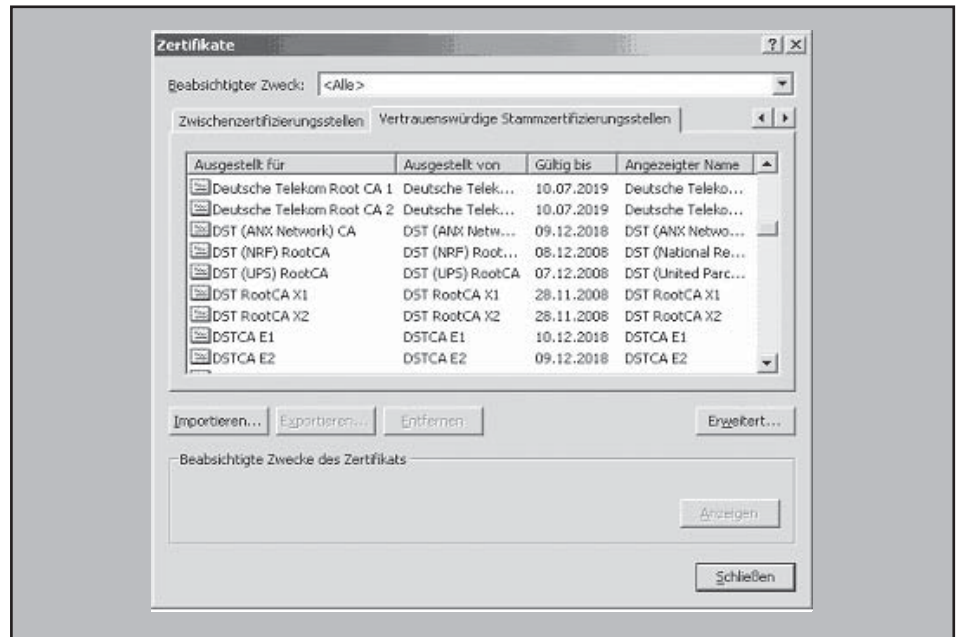 Zertifikate
Beabsichtigter Zweck: <Alle>
Zwischenzertifizierungsstellen Vertrauenswürdige Stammzertifizierungsstellen
Ausgestellt für Ausgestellt von Gültig bis Angezeigter Name
Deutsche Telekom Root CA 1 Deutsche Telek... 10.07.2019 Deutsche Teleko...
Deutsche Telekom Root CA 2 Deutsche Telek... 10.07.2019 Deutsche Teleko...
DST (ANX Network) CA DST (ANX Netw... 09.12.2018 DST (ANX Netwo...
DST (NRF) RootCA DST (NRF) Root... 08.12.2008 DST (National Re...
DST (UPS) RootCA DST (UPS) RootCA 07.12.2008 DST (United Parc...
DST RootCA X1 DST RootCA X1 28.11.2008 DST RootCA X1
DST RootCA X2 DST RootCA X2 28.11.2008 DST RootCA X2
DSTCA E1 DSTCA E1 10.12.2018 DSTCA E1
DSTCA E2 DSTCA E2 09.12.2018 DSTCA E2
Importieren... Exportieren... Entfernen Erweitert...
Beabsichtigte Zwecke des Zertifikats
Anzeigen
Schließen